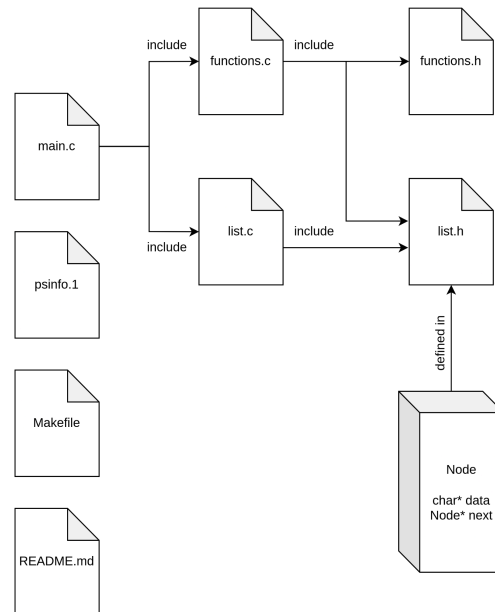 include
functions.c
include
functions.h
main.c
include
list.c
include
list.h
psinfo.1
defined in
Makefile
Node
char* data
Node* next
README.md